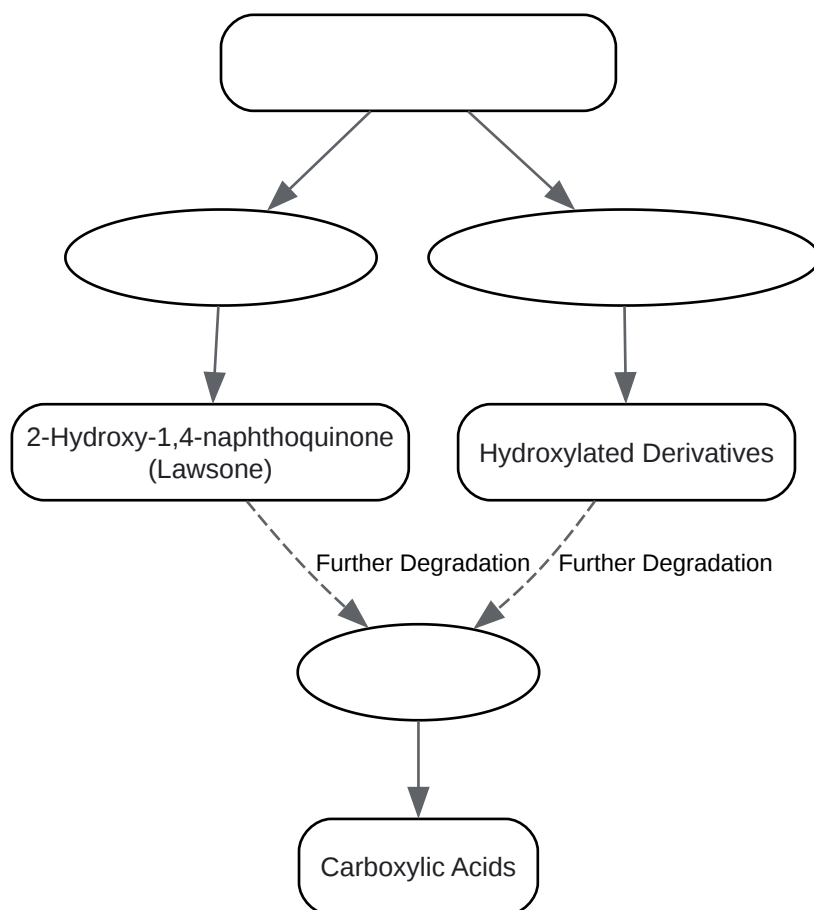 2-Hydroxy-1,4-naphthoquinone
(Lawsone)
Hydroxylated Derivatives
Further Degradation
Further Degradation
Carboxylic Acids